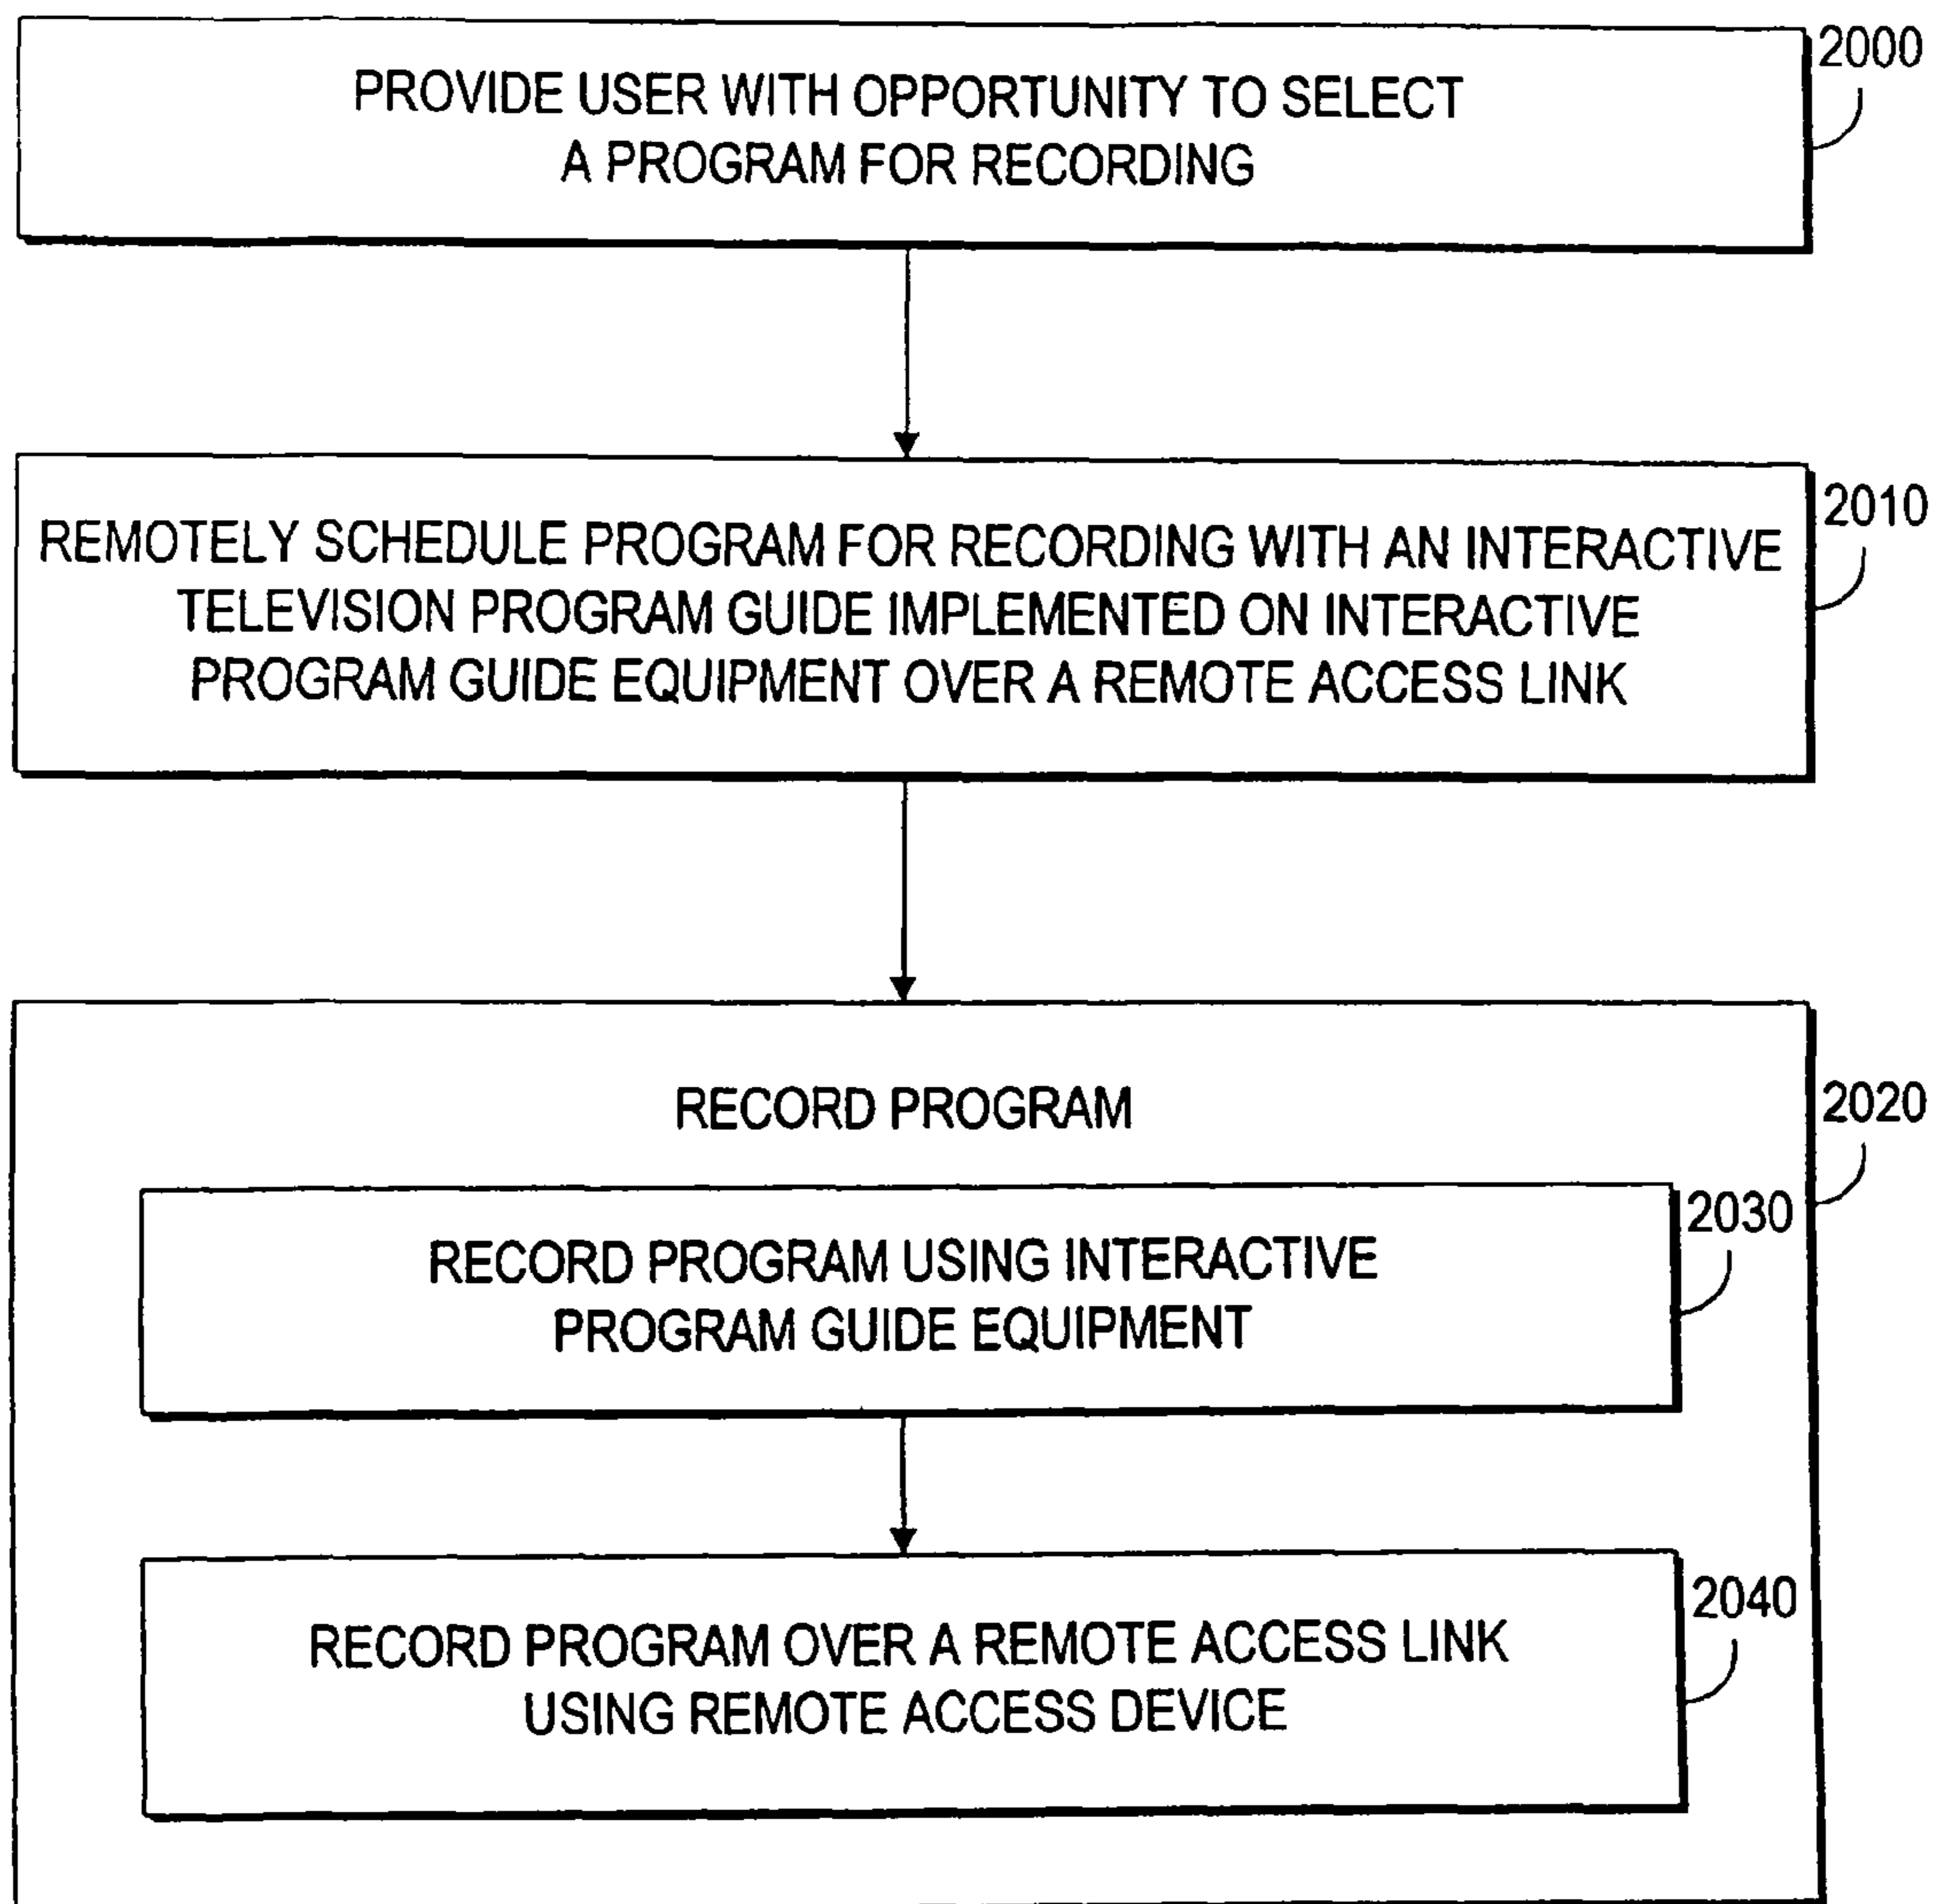 2000
PROVIDE USER WITH OPPORTUNITY TO SELECT
A PROGRAM FOR RECORDING
2010
REMOTELY SCHEDULE PROGRAM FOR RECORDING WITH AN INTERACTIVE
TELEVISION PROGRAM GUIDE IMPLEMENTED ON INTERACTIVE
PROGRAM GUIDE EQUIPMENT OVER A REMOTE ACCESS LINK
2020
RECORD PROGRAM
2030
RECORD PROGRAM USING INTERACTIVE
PROGRAM GUIDE EQUIPMENT
2040
RECORD PROGRAM OVER A REMOTE ACCESS LINK
USING REMOTE ACCESS DEVICE